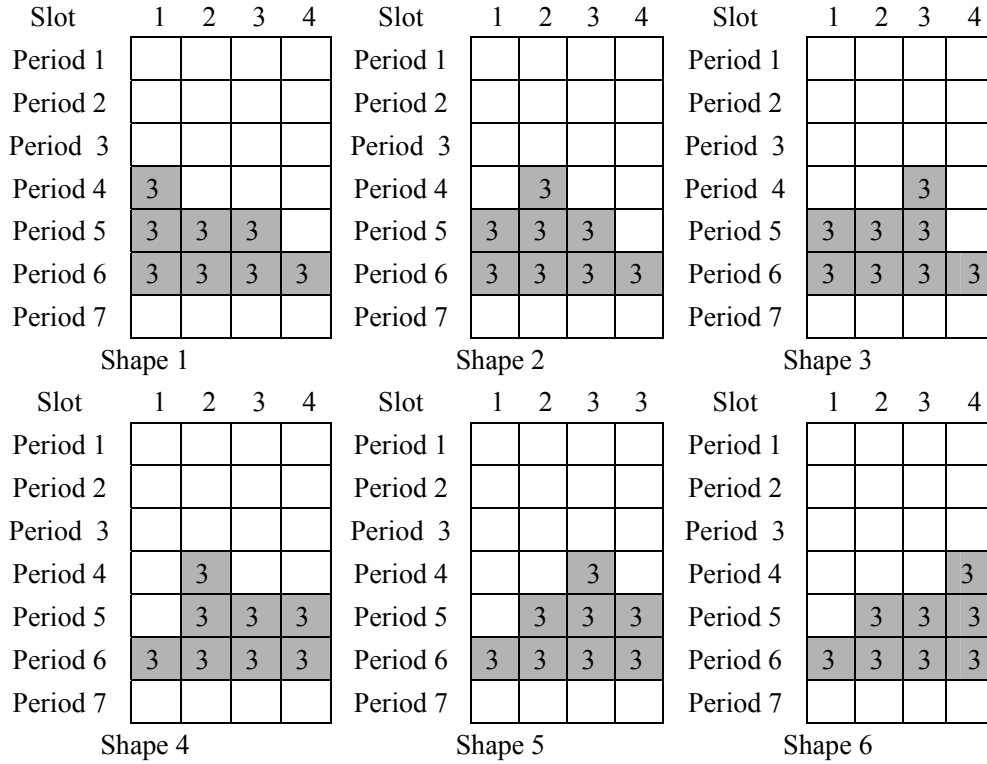 Slot 1 2 3 4 Slot 1 2 3 4 Slot 1 2 3 4
Period 1 Period 1 Period 1
Period 2 Period 2 Period 2
Period 3 Period 3 Period 3
Period 4 3 Period 4 3 Period 4 3
Period 5 3 3 3 Period 5 3 3 3 Period 5 3 3 3
Period 6 3 3 3 3 Period 6 3 3 3 3 Period 6 3 3 3 3
Period 7 Period 7 Period 7
Shape 1 Shape 2 Shape 3
Slot 1 2 3 4 Slot 1 2 3 3 Slot 1 2 3 4
Period 1 Period 1 Period 1
Period 2 Period 2 Period 2
Period 3 Period 3 Period 3
Period 4 3 Period 4 3 Period 4 3
Period 5 3 3 3 Period 5 3 3 3 Period 5 3 3 3
Period 6 3 3 3 3 Period 6 3 3 3 3 Period 6 3 3 3 3
Period 7 Period 7 Period 7
Shape 4 Shape 5 Shape 6